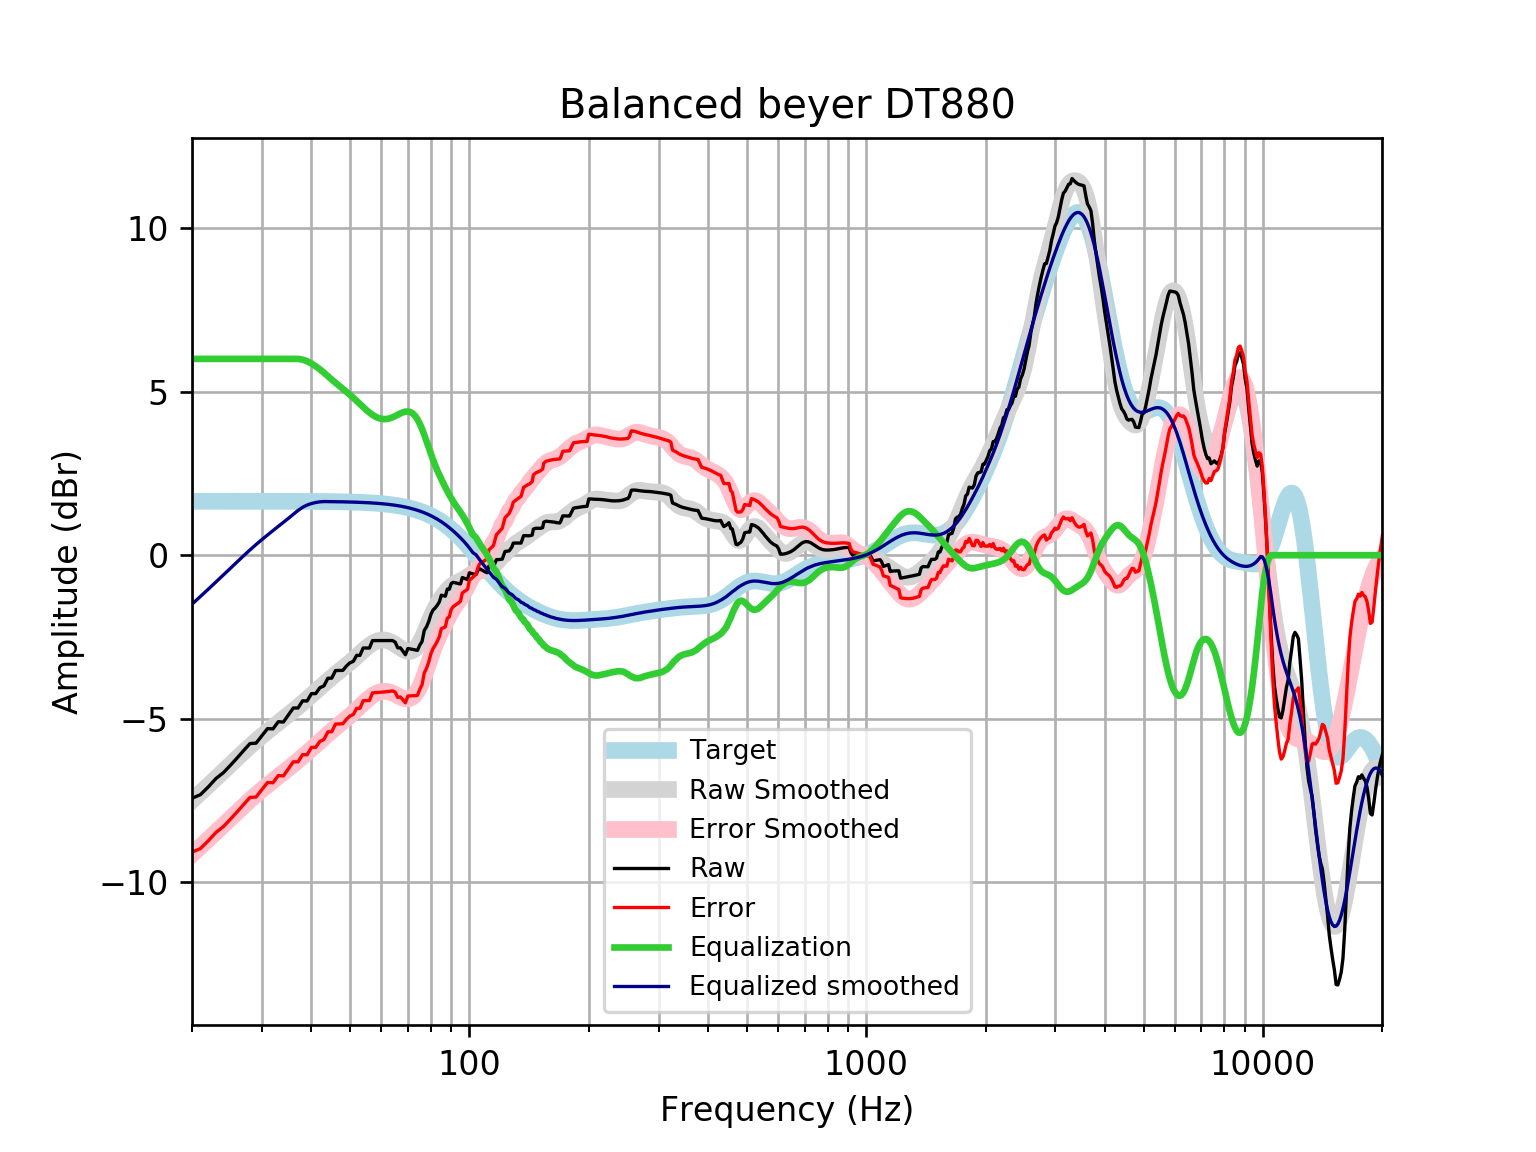 Balanced beyer DT880
Amplitude (dBr)
10
5
0
−5
−10
Target
Raw Smoothed
Error Smoothed
Raw
Error
Equalization
Equalized smoothed
100
1000
10000
Frequency (Hz)